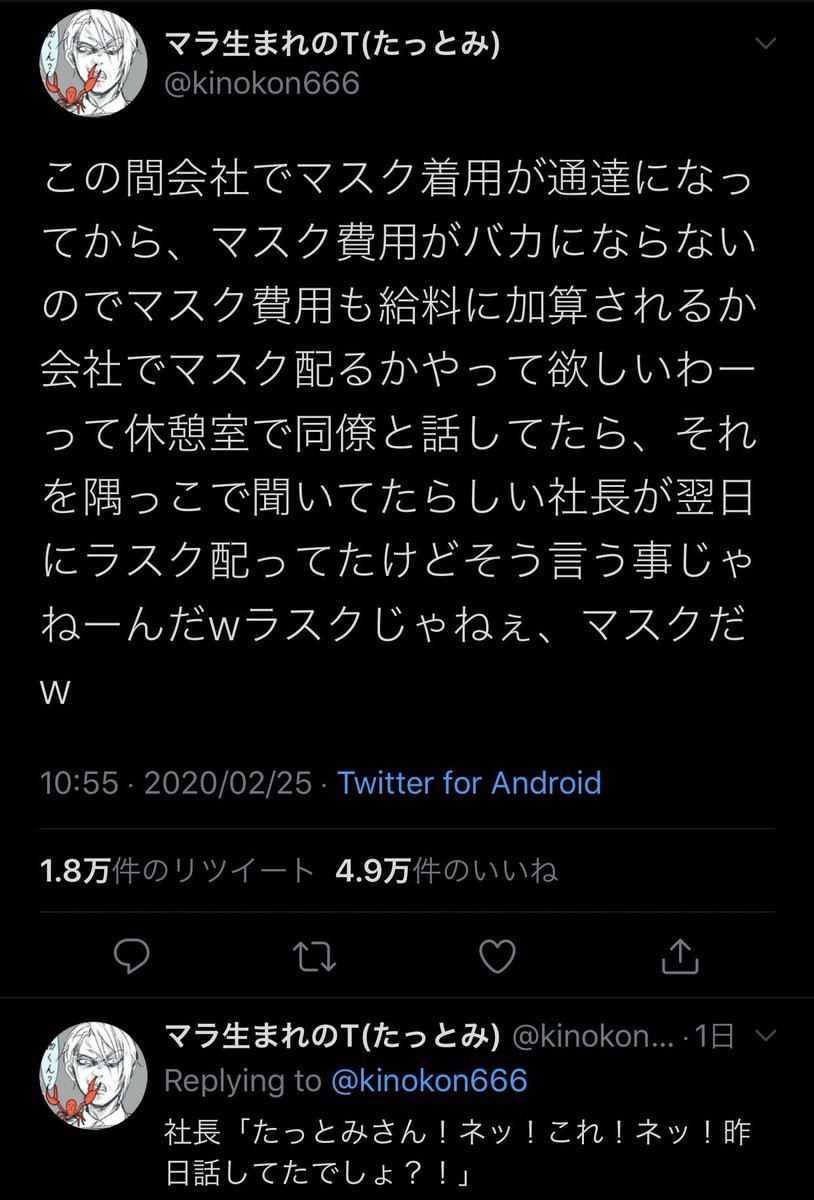 マラ生まれのT(たっとみ)
@kinokon666
この間会社でマスク着用が通達になっ
てから、マスク費用がバカにならない
のでマスク費用も給料に加算されるか
会社でマスク配るかやって欲しいわー
って休憩室で同僚と話してたら、それ
を隅っこで聞いてたらしい社長が翌日
にラスク配ってたけどそう言う事じゃ
ねーんだwラスクじゃねぇ、マスクだ
w
10:55 · 2020/02/25 · Twitter for Android
1.8万件のリツイート 4.9万件のいいね
マラ生まれのT(たっとみ) @kinokon... · 1日
Replying to @kinokon666
社長「たっとみさん！ネッ！これ！ネッ！昨
日話してたでしょ？！」